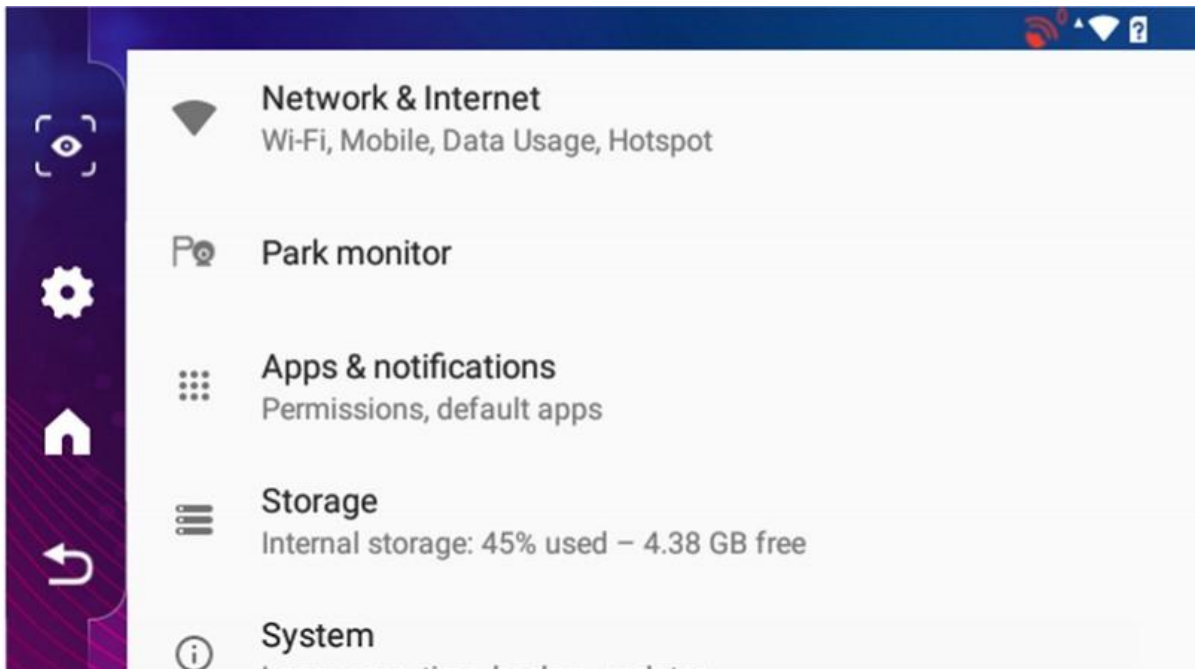 0
?
Network & Internet
Wi-Fi, Mobile, Data Usage, Hotspot
P
Park monitor
Apps & notifications
Permissions, default apps
Storage
Internal storage: 45% used – 4.38 GB free
System